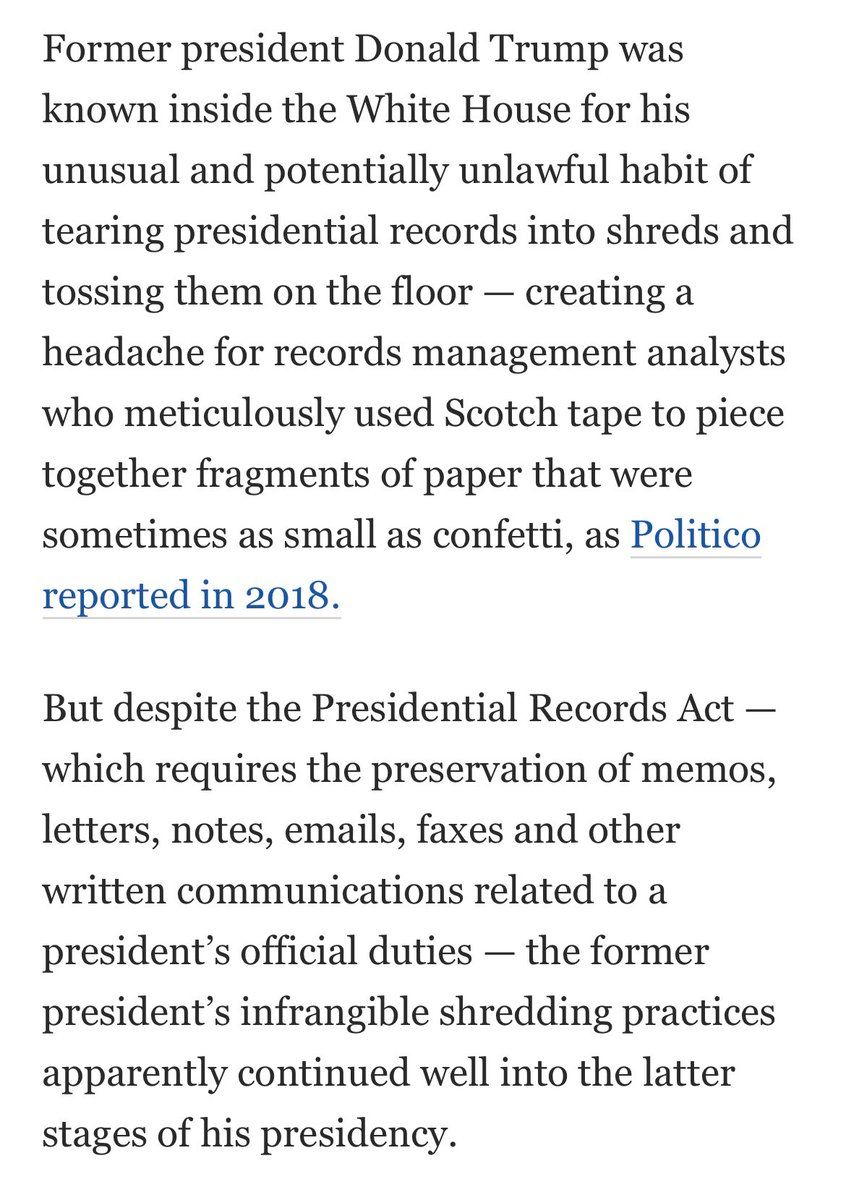 Former president Donald Trump was
known inside the White House for his
unusual and potentially unlawful habit of
tearing presidential records into shreds and
tossing them on the floor — creating a
headache for records management analysts
who meticulously used Scotch tape to piece
together fragments of paper that were
sometimes as small as confetti, as Politico
reported in 2018.
But despite the Presidential Records Act —
which requires the preservation of memos,
letters, notes, emails, faxes and other
written communications related to a
president’s official duties — the former
president’s infrangible shredding practices
apparently continued well into the latter
stages of his presidency.